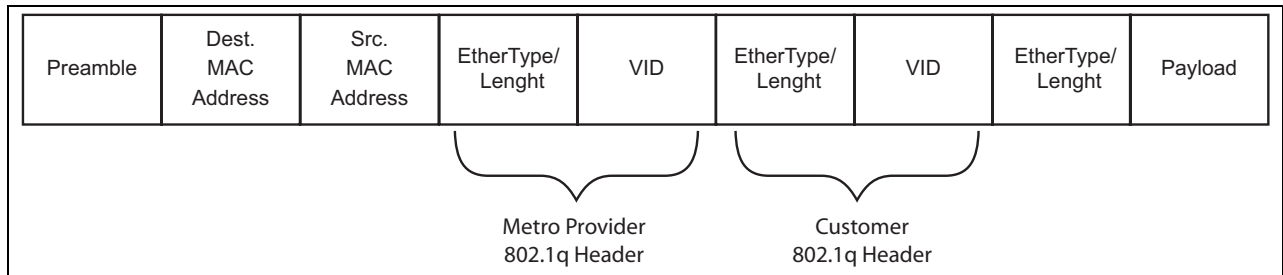 Preamble
Dest.
MAC
Address
Src.
MAC
Address
EtherType/
Lenght
VID
EtherType/
Lenght
VID
EtherType/
Lenght
Payload
Metro Provider
802.1q Header
Customer
802.1q Header